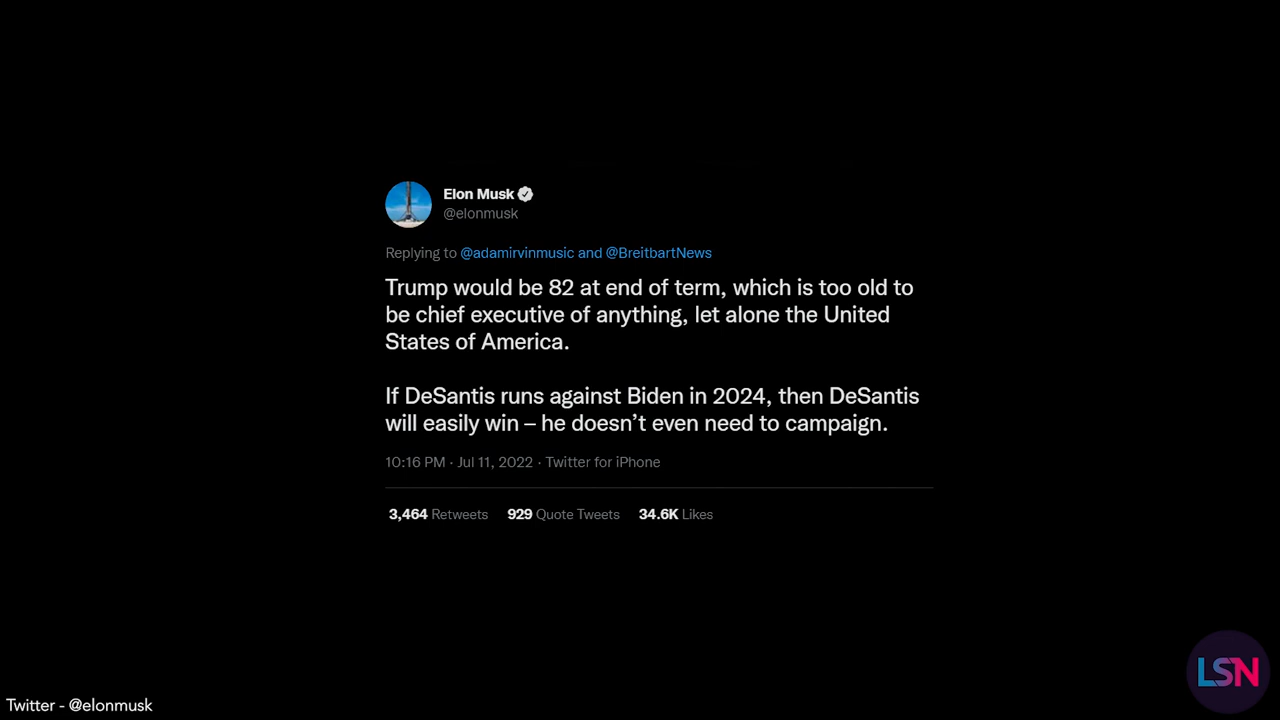 Elon Musk
@elonmusk
Replying to @adamirvinmusic and @BreitbartNews
Trump would be 82 at end of term, which is too old to
be chief executive of anything, let alone the United
States of America.
If DeSantis runs against Biden in 2024, then DeSantis
will easily win – he doesn’t even need to campaign.
10:16 PM · Jul 11, 2022 · Twitter for iPhone
3,464 Retweets 929 Quote Tweets 34.6K Likes
LSN
Twitter - @elonmusk